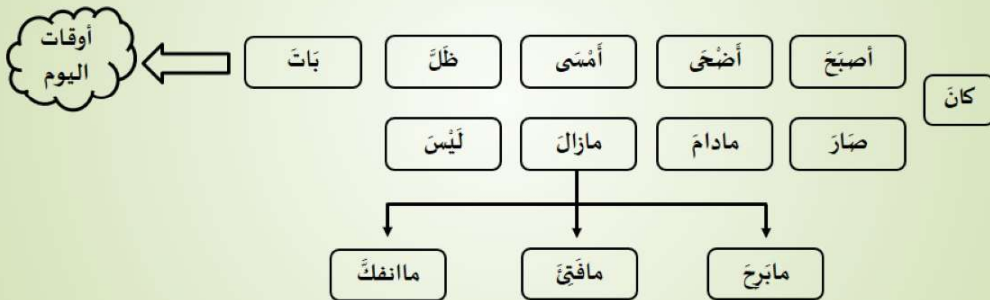 كانَ
أصبَحَ
أَضْحَى
أَمْسَى
ظَلَّ
بَاتَ
أوقات
اليوم
صَارَ
مادامَ
مازالَ
لَيْسَ
مابَرِحَ
مافَتِئَ
ماانفكَّ